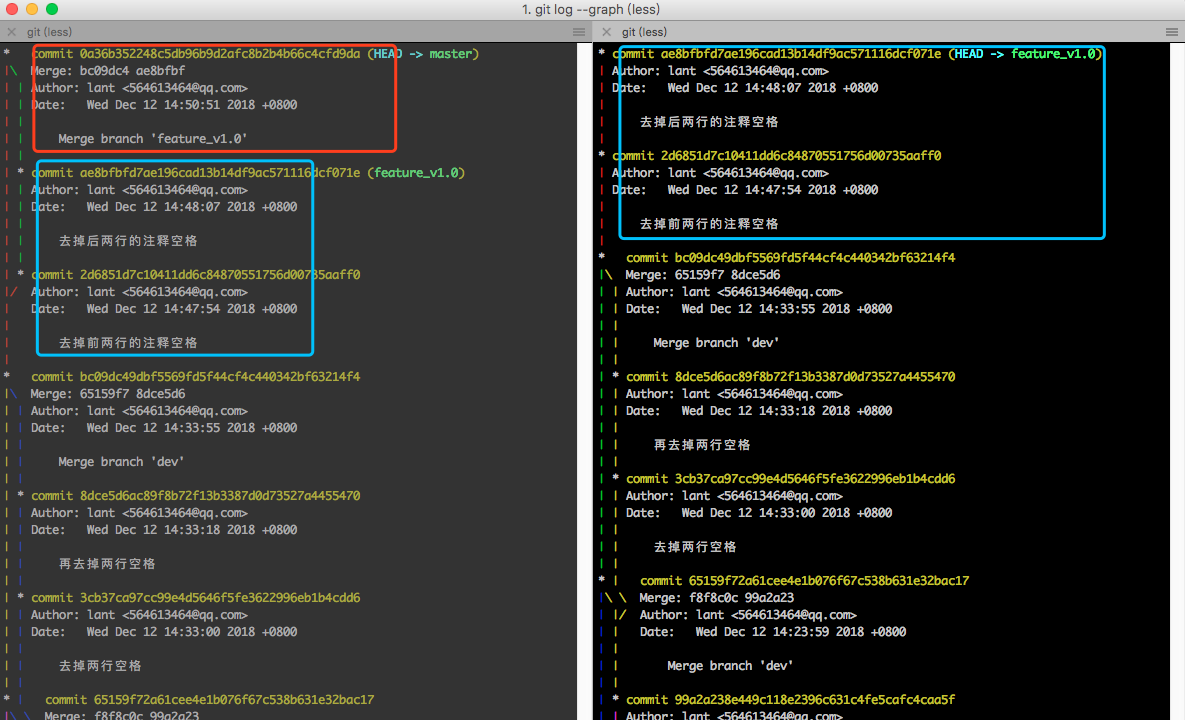 1. git log --graph (less)
git (less)
* commit 0a36b352248c5db96b9d2afc8b2b4b66c4cfd9da (HEAD -> master)
|\ Merge: bc09dc4 ae8bfbf
| | Author: lant <564613464@qq.com>
| | Date: Wed Dec 12 14:50:51 2018 +0800
| |
| | Merge branch 'feature_v1.0'
| |
| * commit ae8bfbfd7ae196cad13b14df9ac571116dcf071e (feature_v1.0)
| | Author: lant <564613464@qq.com>
| | Date: Wed Dec 12 14:48:07 2018 +0800
| |
| | 去掉后两行的注释空格
| |
| * commit 2d6851d7c10411dd6c84870551756d00735aaff0
|/ Author: lant <564613464@qq.com>
| Date: Wed Dec 12 14:47:54 2018 +0800
|
| 去掉前两行的注释空格
|
* commit bc09dc49dbf5569fd5f44cf4c440342bf63214f4
|\ Merge: 65159f7 8dce5d6
| | Author: lant <564613464@qq.com>
| | Date: Wed Dec 12 14:33:55 2018 +0800
| |
| | Merge branch 'dev'
| |
| * commit 8dce5d6ac89f8b72f13b3387d0d73527a4455470
| | Author: lant <564613464@qq.com>
| | Date: Wed Dec 12 14:33:18 2018 +0800
| |
| | 再去掉两行空格
| |
| * commit 3cb37ca97cc99e4d5646f5fe3622996eb1b4cdd6
| | Author: lant <564613464@qq.com>
| | Date: Wed Dec 12 14:33:00 2018 +0800
| |
| | 去掉两行空格
| |
* | commit 65159f72a61cee4e1b076f67c538b631e32bac17
|\ \ Merge: f8f8c0c 99a2a23
git (less)
* commit ae8bfbfd7ae196cad13b14df9ac571116dcf071e (HEAD -> feature_v1.0)
| Author: lant <564613464@qq.com>
| Date: Wed Dec 12 14:48:07 2018 +0800
|
| 去掉后两行的注释空格
|
* commit 2d6851d7c10411dd6c84870551756d00735aaff0
| Author: lant <564613464@qq.com>
| Date: Wed Dec 12 14:47:54 2018 +0800
|
| 去掉前两行的注释空格
|
* commit bc09dc49dbf5569fd5f44cf4c440342bf63214f4
|\ Merge: 65159f7 8dce5d6
| | Author: lant <564613464@qq.com>
| | Date: Wed Dec 12 14:33:55 2018 +0800
| |
| | Merge branch 'dev'
| |
| * commit 8dce5d6ac89f8b72f13b3387d0d73527a4455470
| | Author: lant <564613464@qq.com>
| | Date: Wed Dec 12 14:33:18 2018 +0800
| |
| | 再去掉两行空格
| |
| * commit 3cb37ca97cc99e4d5646f5fe3622996eb1b4cdd6
| | Author: lant <564613464@qq.com>
| | Date: Wed Dec 12 14:33:00 2018 +0800
| |
| | 去掉两行空格
| |
* | commit 65159f72a61cee4e1b076f67c538b631e32bac17
|\ \ Merge: f8f8c0c 99a2a23
| |/ Author: lant <564613464@qq.com>
| | Date: Wed Dec 12 14:23:59 2018 +0800
| |
| | Merge branch 'dev'
| |
| * commit 99a2a238e449c118e2396c631c4fe5cafc4caa5f
| | Author: lant <564613464@qq.com>